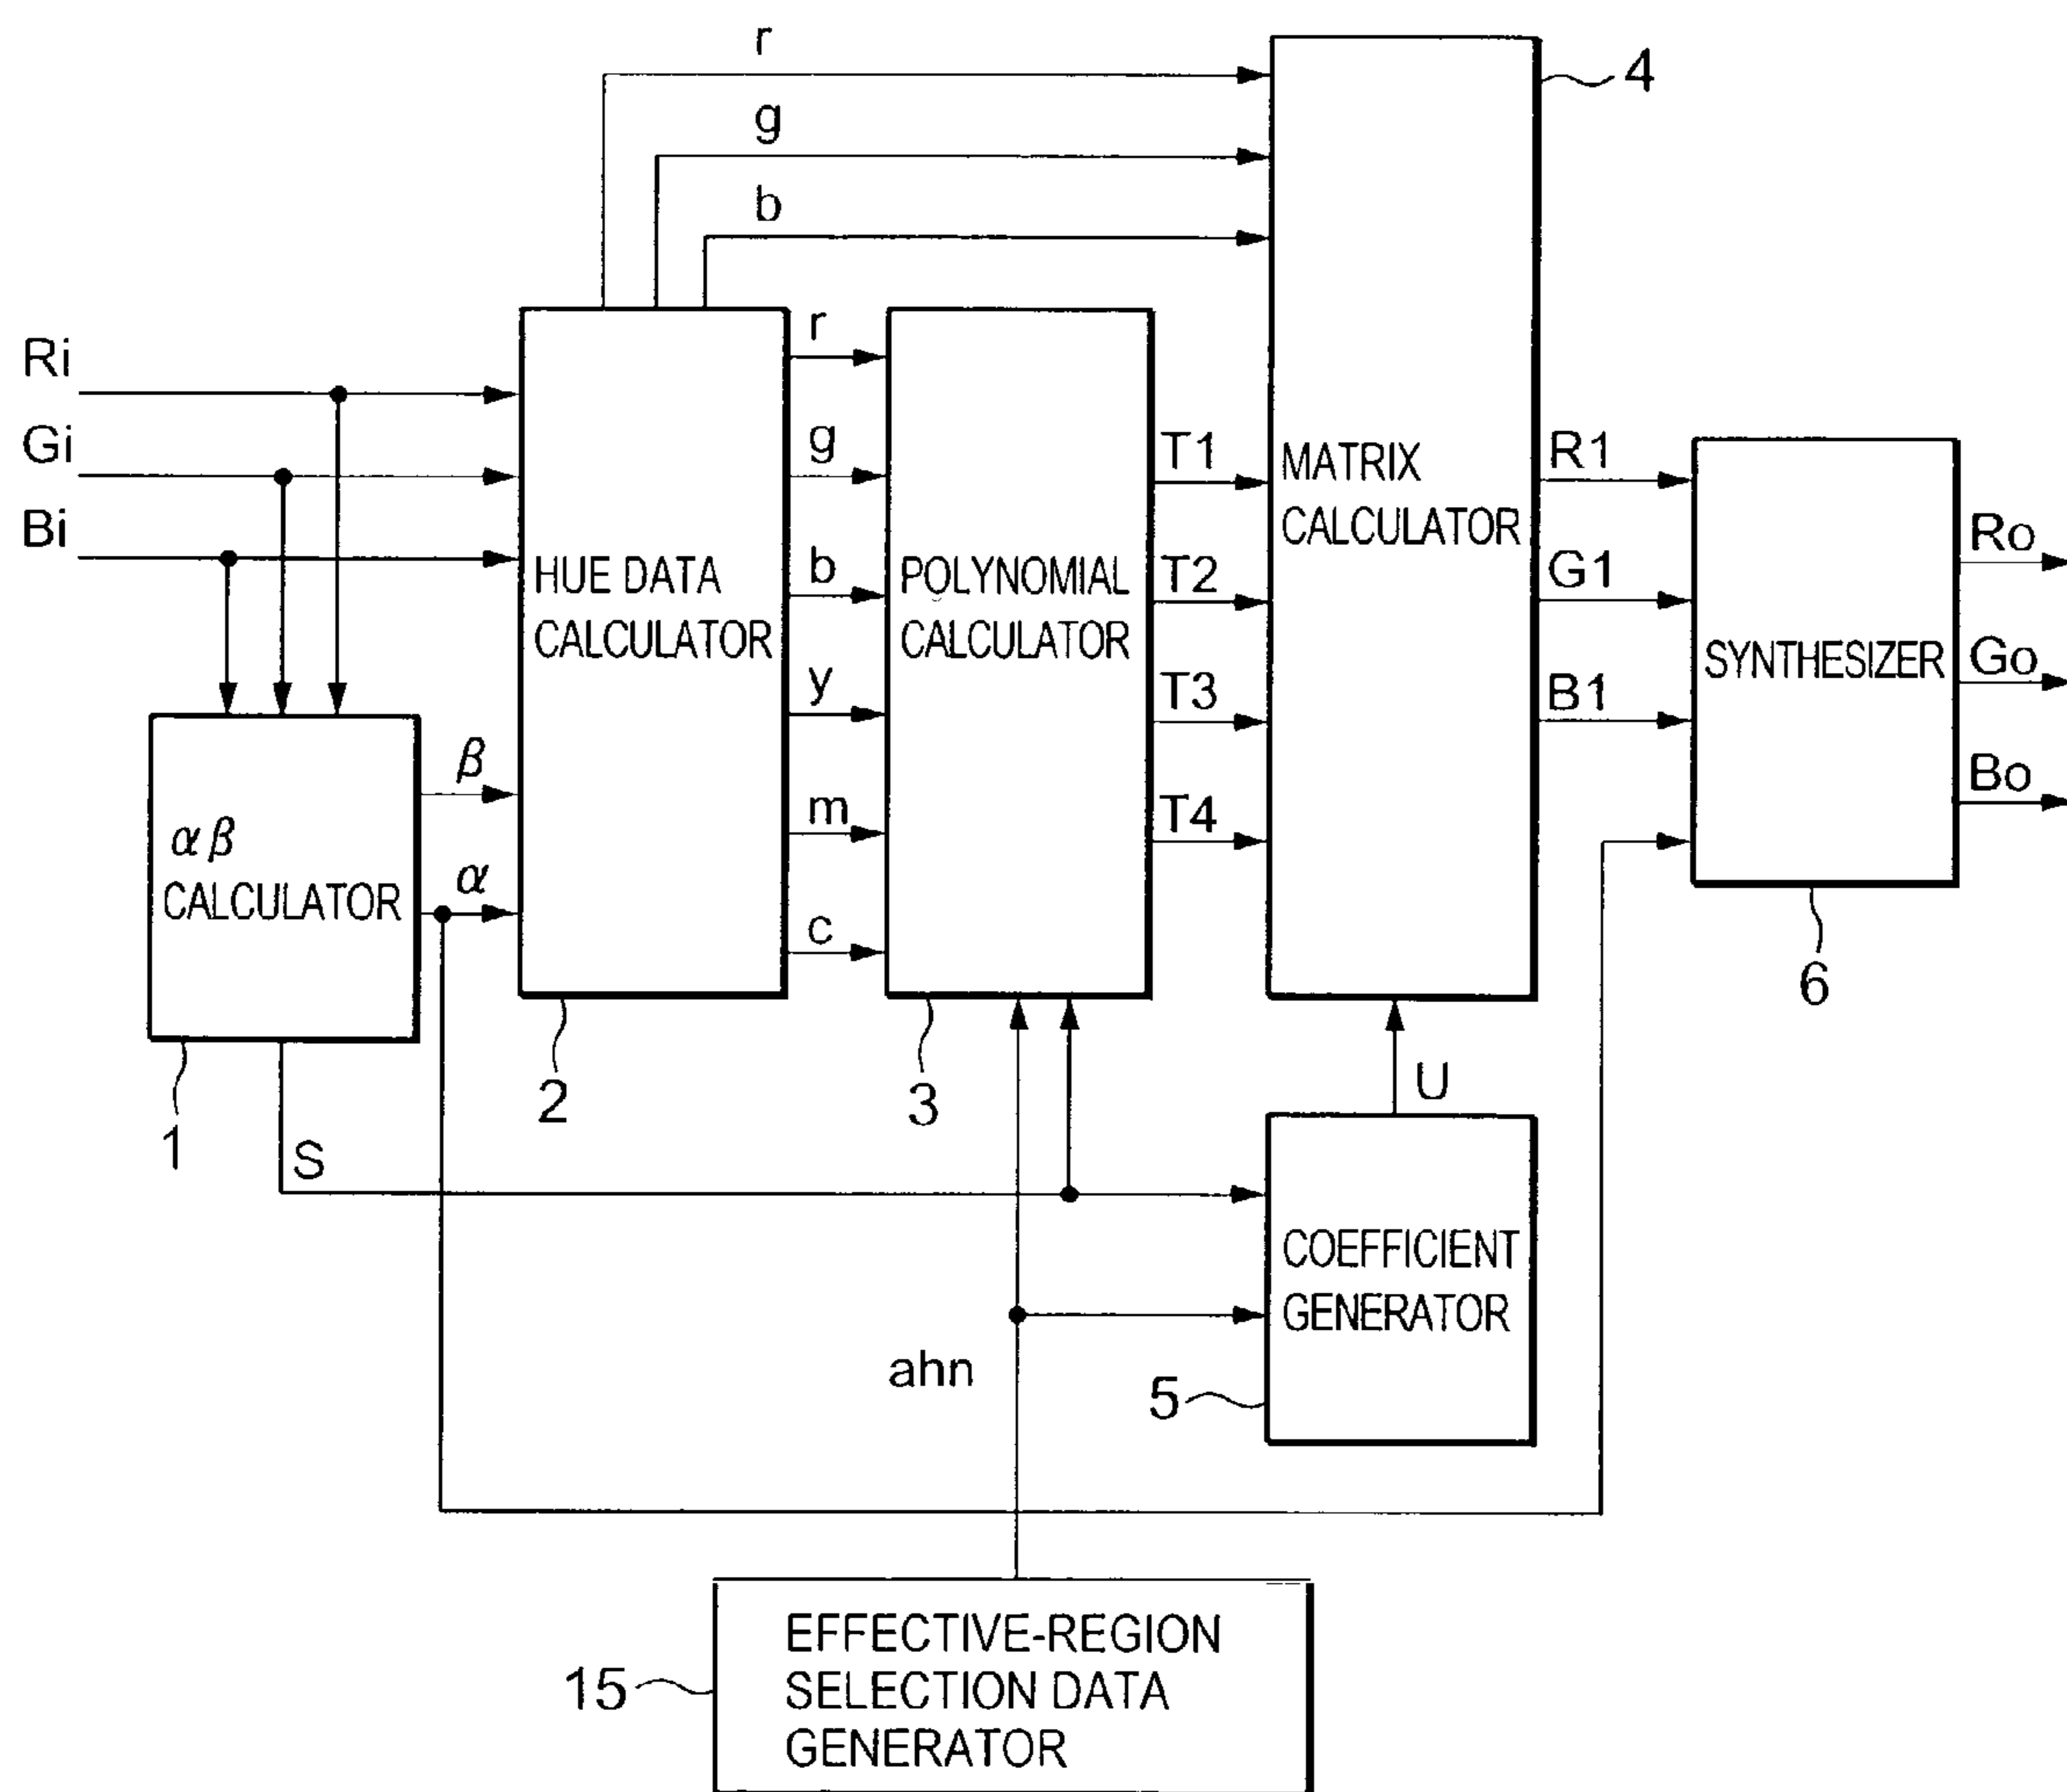 r
4
g
b
Ri
Gi
Bi
r
g
b
y
m
c
HUE DATA
CALCULATOR
2
POLYNOMIAL
CALCULATOR
3
T1
T2
T3
T4
MATRIX
CALCULATOR
R1
G1
B1
SYNTHESIZER
6
Ro
Go
Bo
β
α
α β
CALCULATOR
1
S
U
COEFFICIENT
GENERATOR
5
ahn
EFFECTIVE-REGION
SELECTION DATA
GENERATOR
15